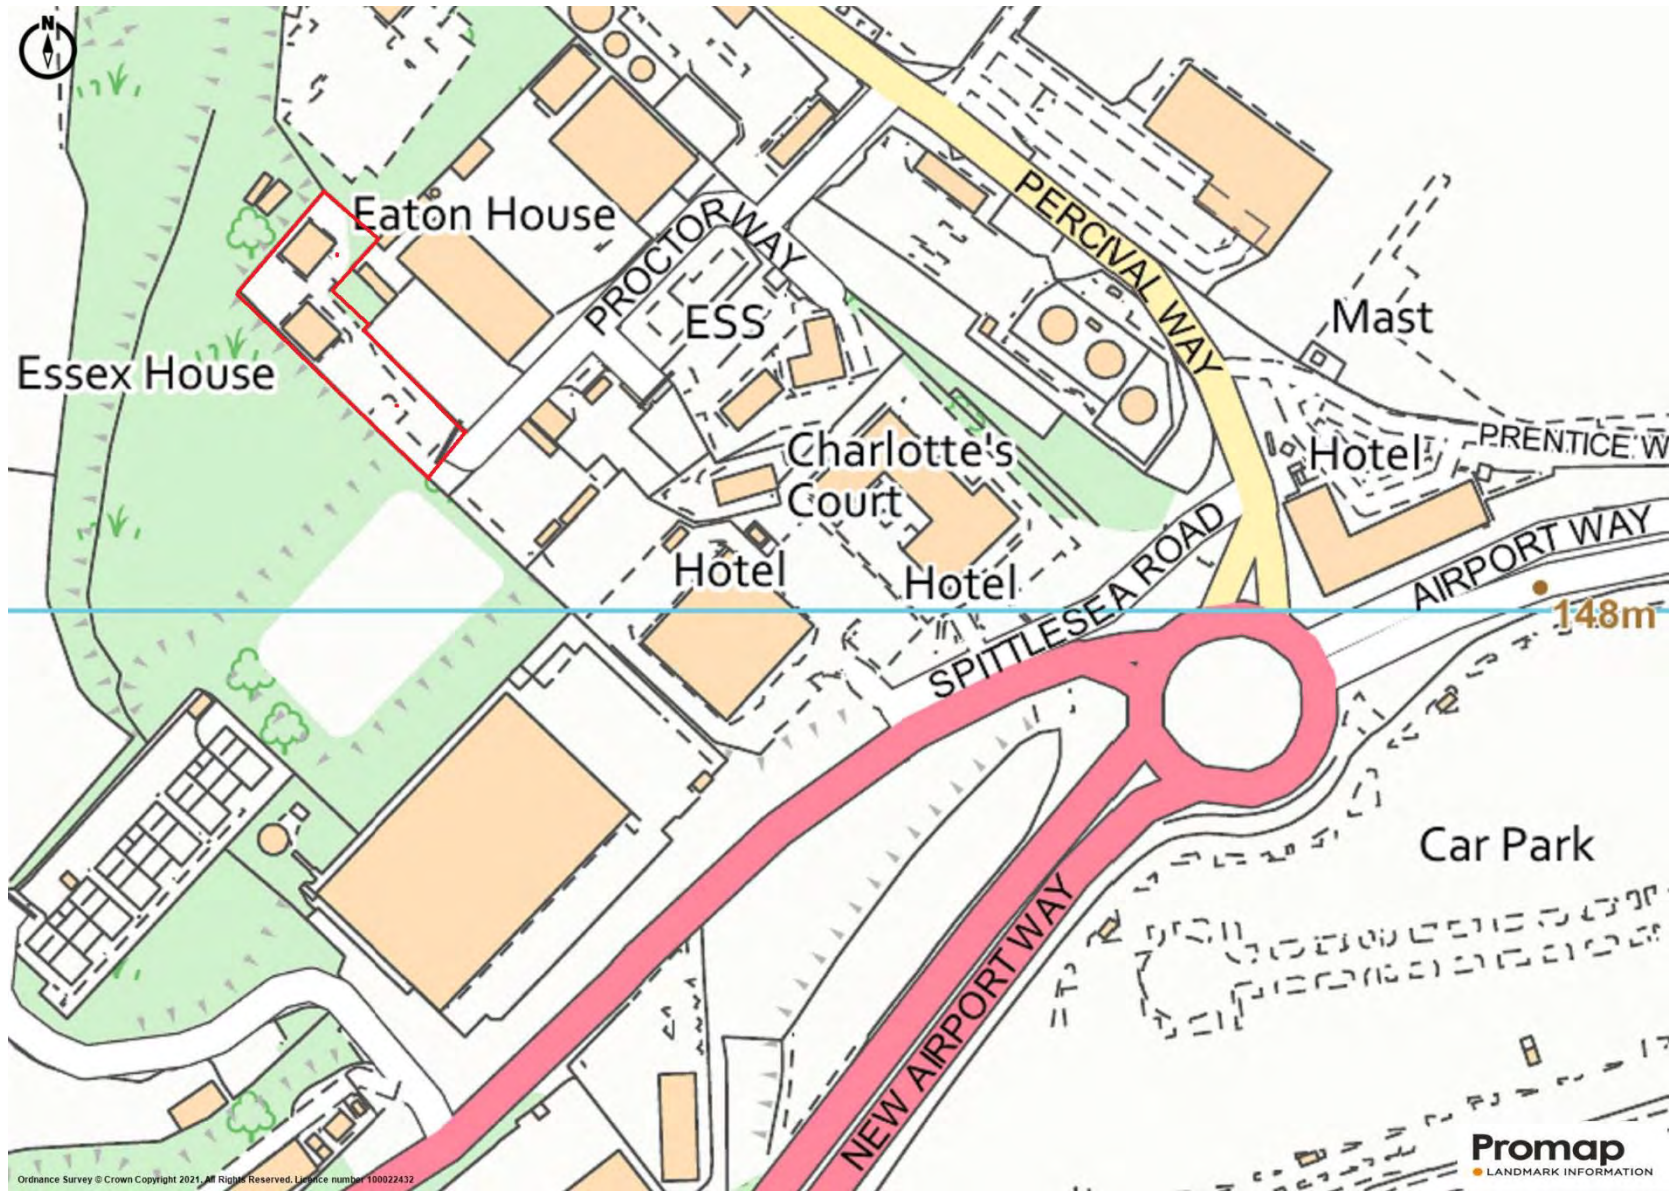 N
Eaton House
PROCTOR WAY
PERCIVAL WAY
ESS
Mast
Essex House
Charlotte's
Court
Hotel
PRENTICE W
Hotel
Hotel
SPITTLESEA ROAD
AIRPORT WAY
148m
Car Park
NEW AIRPORT WAY
Promap
LANDMARK INFORMATION
Ordnance Survey © Crown Copyright 2021. All Rights Reserved. Licence number 100022432